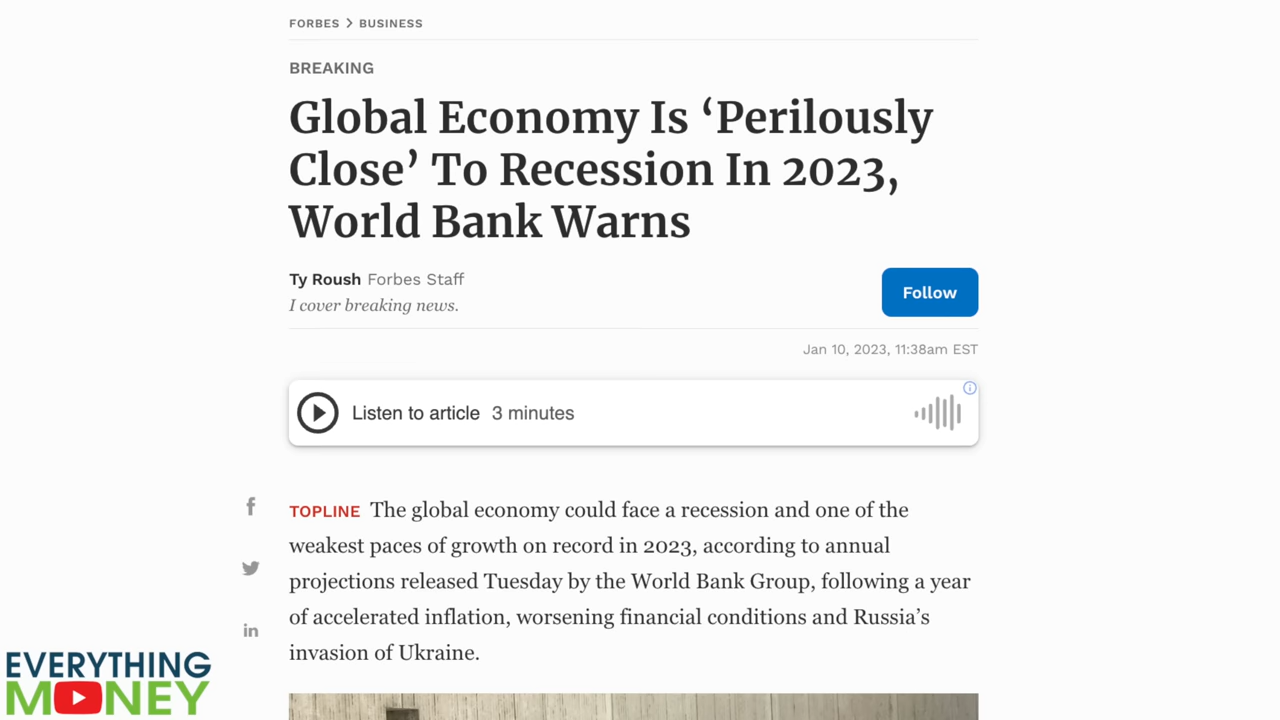 FORBES > BUSINESS
BREAKING
Global Economy Is ‘Perilously
Close’ To Recession In 2023,
World Bank Warns
Ty Roush Forbes Staff
I cover breaking news.
Follow
Jan 10, 2023, 11:38am EST
Listen to article 3 minutes
TOPLINE The global economy could face a recession and one of the
weakest paces of growth on record in 2023, according to annual
projections released Tuesday by the World Bank Group, following a year
of accelerated inflation, worsening financial conditions and Russia’s
invasion of Ukraine.
EVERYTHING
MONEY